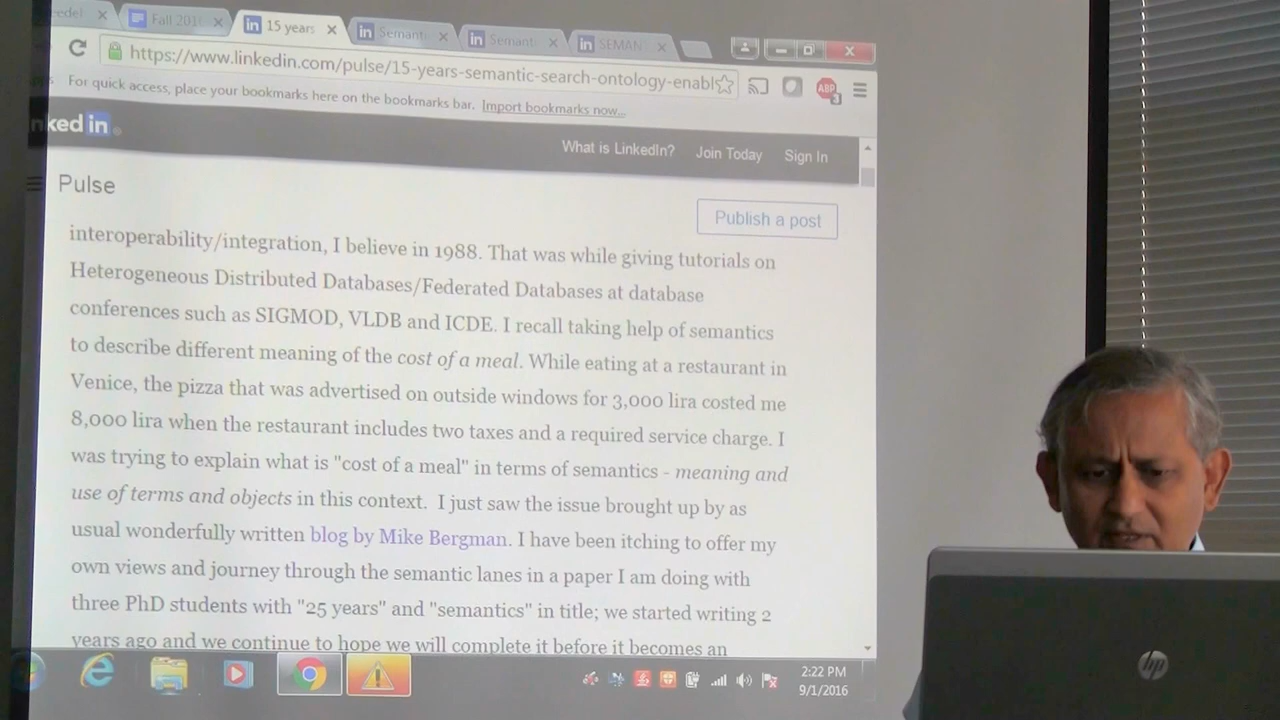 Fall 201
15 years
Semanti
Semanti
SEMAN
https://www.linkedin.com/pulse/15-years-semantic-search-ontology-enabl
ABP
3
For quick access, place your bookmarks here on the bookmarks bar. Import bookmarks now...
nked in
What is LinkedIn? Join Today Sign In
Pulse
Publish a post
interoperability/integration, I believe in 1988. That was while giving tutorials on
Heterogeneous Distributed Databases/Federated Databases at database
conferences such as SIGMOD, VLDB and ICDE. I recall taking help of semantics
to describe different meaning of the cost of a meal. While eating at a restaurant in
Venice, the pizza that was advertised on outside windows for 3,000 lira costed me
8,000 lira when the restaurant includes two taxes and a required service charge. I
was trying to explain what is "cost of a meal" in terms of semantics - meaning and
use of terms and objects in this context. I just saw the issue brought up by as
usual wonderfully written blog by Mike Bergman. I have been itching to offer my
own views and journey through the semantic lanes in a paper I am doing with
three PhD students with "25 years" and "semantics" in title; we started writing 2
years ago and we continue to hope we will complete it before it becomes an
2:22 PM
9/1/2016
hp